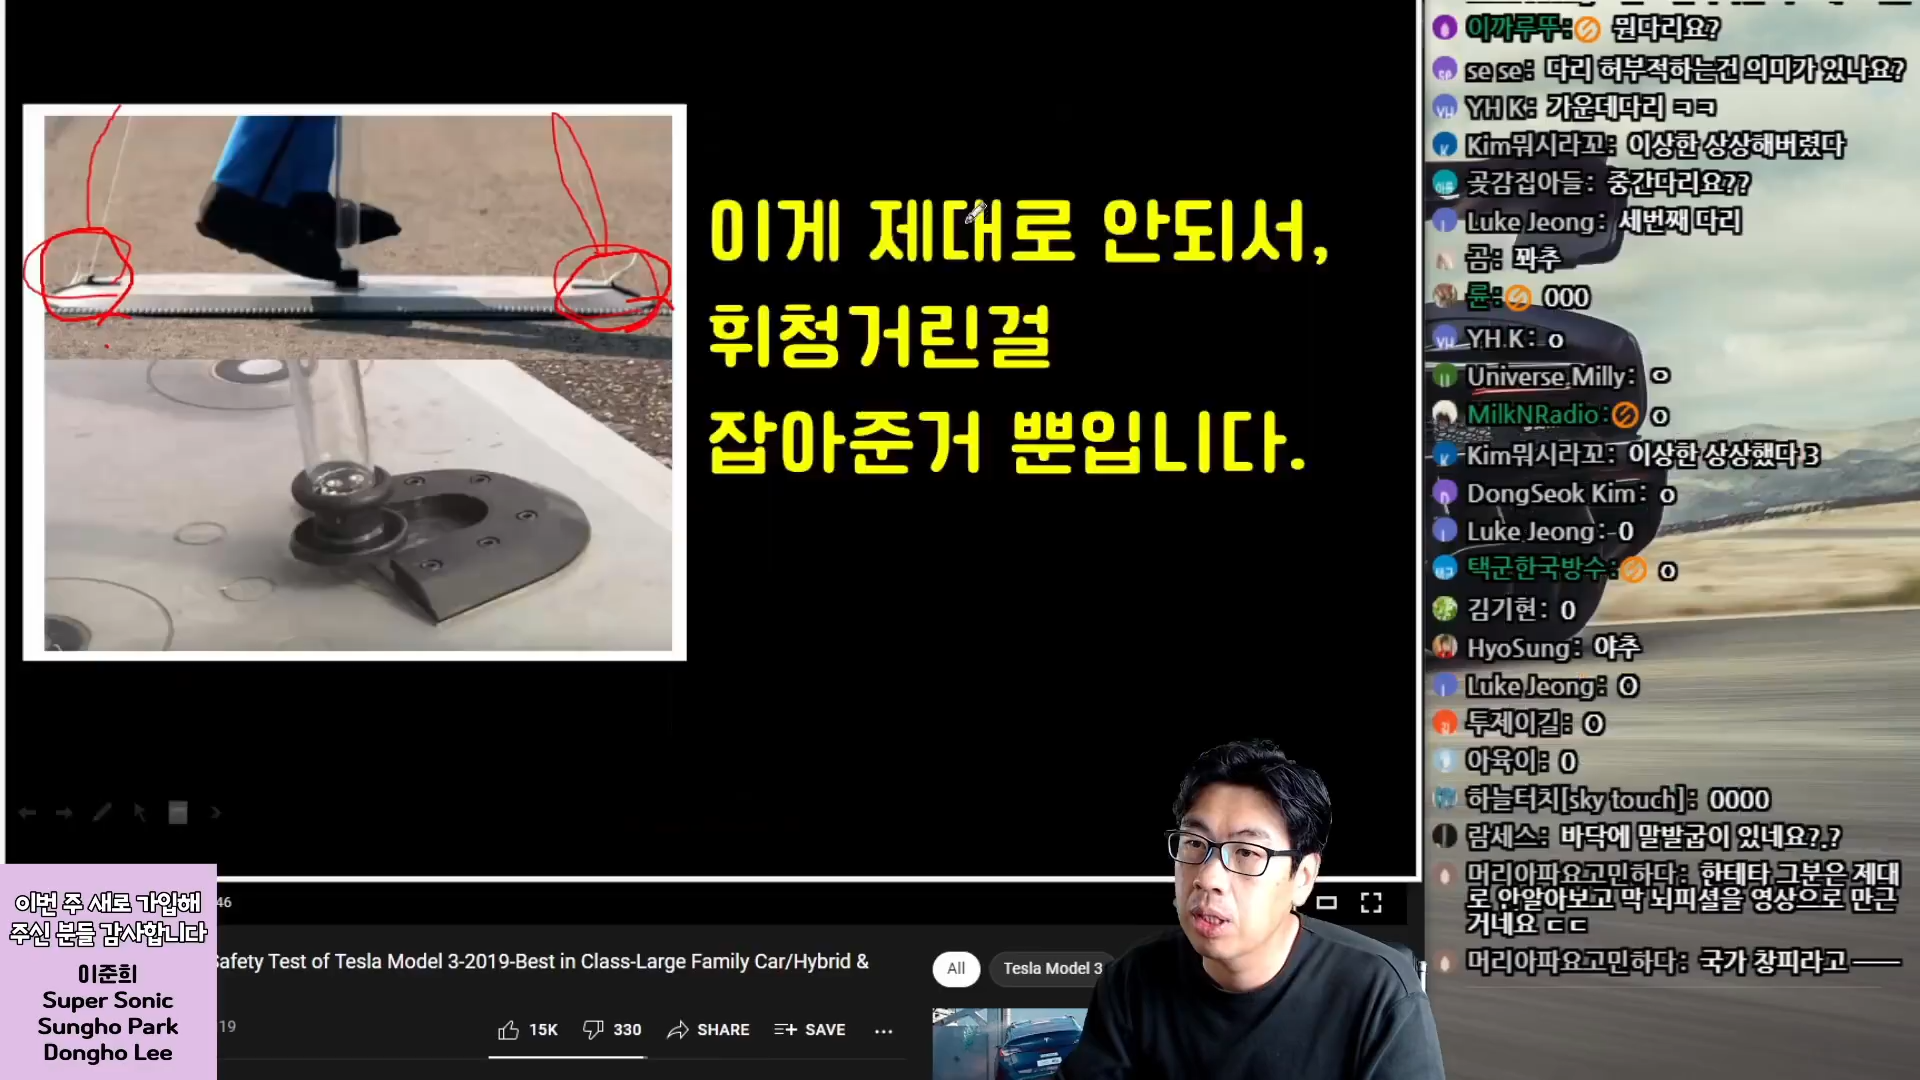 이게 제대로 안되서,
휘청거린걸
잡아준거 뿐입니다.
이까루뚜: 뭔다리요?
se se: 다리 허부적하는건 의미가 있나요?
YH K: 가운데다리 ㅋㅋ
Kim뭐시라꼬: 이상한 상상해버렸다
곶감집아들: 중간다리요??
Luke Jeong: 세번째 다리
곰: 꽈추
륜: 000
YH K: o
Universe Milly: ㅇ
MilkNRadio: o
Kim뭐시라꼬: 이상한 상상했다 3
DongSeok Kim: o
Luke Jeong: 0
택군한국방수: o
김기현: 0
HyoSung: 야추
Luke Jeong: O
투제이길: O
아육이: 0
하늘터치[sky touch]: 0000
람세스: 바닥에 말발굽이 있네요?.?
머리아파요고민하다: 한테타 그분은 제대
로 안알아보고 막 뇌피셜을 영상으로 만근
거네요 ㄷㄷ
머리아파요고민하다: 국가 창피라고 ──
이번 주 새로 가입해
주신 분들 감사합니다
이준희
Super Sonic
Sungho Park
Dongho Lee
46
Safety Test of Tesla Model 3-2019-Best in Class-Large Family Car/Hybrid &
19
15K
330
SHARE
SAVE
All
Tesla Model 3